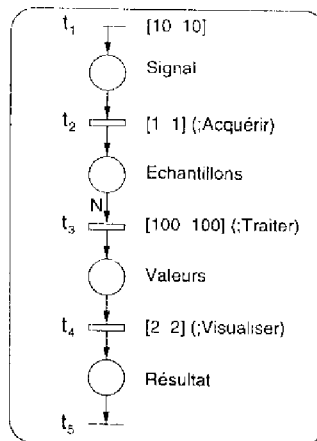 t1 [10 10]
Signal
t2 [1 1] (;Acquérir)
Echantillons
N
t3 [100 100] (;Traiter)
Valeurs
t4 [2 2] (;Visualiser)
Résultat
t5